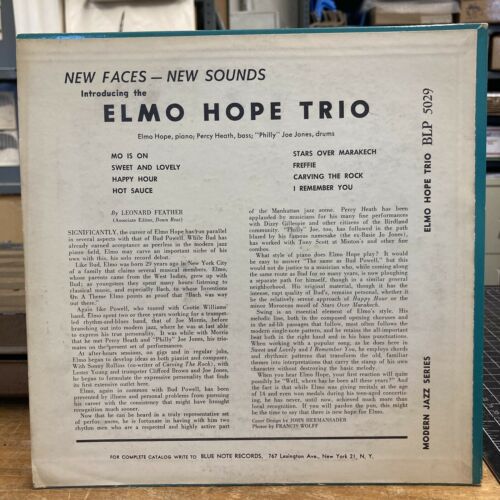 NEW FACES — NEW SOUNDS
Introducing the
ELMO HOPE TRIO
Elmo Hope, piano; Percy Heath, bass; "Philly" Joe Jones, drums
MO IS ON
SWEET AND LOVELY
HAPPY HOUR
HOT SAUCE
STARS OVER MARAKECH
FREFFIE
CARVING THE ROCK
I REMEMBER YOU
By LEONARD FEATHER
(Associate Editor, Down Beat)
SIGNIFICANTLY, the career of Elmo Hope has run parallel
in several aspects with that of Bud Powell. While Bud has
already earned acceptance as peerless in the modern jazz
piano field, Elmo may carve an important niche of his
own with this, his solo record debut.
Like Bud, Elmo was born 29 years ago in New York City
of a family that claims several musical members. Elmo,
whose parents came from the West Indies, grew up with
Bud; as youngsters they spent many hours listening to
classical music, and especially Bach, to whose Inventions
On A Theme Elmo points as proof that "Bach was way
out there."
Again like Powell, who toured with Cootie Williams'
band, Elmo spent two or three years working for a trumpet-
led rhythm-and-blues band, that of Joe Morris, before
breaking out into modern jazz, where he was at last able
to express his true personality. It was while with Morris
that he met Percy Heath and "Philly" Joe Jones, his trio
mates on the present set of performances.
At after-hours sessions, on gigs and in regular jobs,
Elmo began to develop ideas as both pianist and composer.
With Sonny Rollins (co-writer of Carving The Rock), with
Lester Young and trumpeter Clifford Brown and Joe Jones,
he began to formulate the expressive personality that finds
its first extensive outlet here.
Elmo, again in common with Bud Powell, has been
prevented by illness and personal problems from pursuing
his career with the consistency that might have brought
recognition much sooner.
Now that he can be heard in a truly representative set
of performances, he is fortunate in having with him two
rhythm men who are a respected and highly active part
of the Manhattan jazz scene. Percy Heath has been
applauded by musicians for his many fine performances
with Dizzy Gillespie and other citizens of the Birdland
community. "Philly" Joe, too, has followed in the path
blazed by his famous namesake (the ex-Basie Jo Jones);
has worked with Tony Scott at Minton's and other fine
combos.
What style of piano does Elmo Hope play? It would
be easy to answer "The same as Bud Powell," but this
would not do justice to a musician who, while coming along
the same route as Bud for so many years, is now ploughing
a separate path for himself, though in a similar general
neighborhood. His original material, though it has the
intense, rapt quality of Bud's, remains personal, whether it
be the relatively serene approach of Happy Hour or the
minor Moroccan mood of Stars Over Marakech.
Swing is an essential element of Elmo's style. His
melodic line, both in the compound opening choruses and
in the ad-lib passages that follow, most often follows the
modern single-note pattern, and he retains the all-important
beat both in the right hand and in his bass punctuations.
When working with a popular song, as he does here in
Sweet and Lovely and I Remember You, he employs chords
and rhythmic patterns that transform the old, familiar
themes into interpretations that carry the stamp of his own
character without destroying the basic melody.
When you hear Elmo Hope, your first reaction will quite
possibly be "Well, where has he been all these years?" And
the fact is that while Elmo was giving recitals at the age
of 14 and even won medals during his teen-aged concertiz-
ing, he has never, until now, achieved much more than
local recognition. If you will pardon the pun, this might
be the time to say that there is new hope for Elmo.
Cover Design by JOHN HERMANSADER
Photos by FRANCIS WOLFF
FOR COMPLETE CATALOG WRITE TO BLUE NOTE RECORDS, 767 Lexington Ave., New York 21, N. Y.
ELMO HOPE TRIO BLP 5029
MODERN JAZZ SERIES